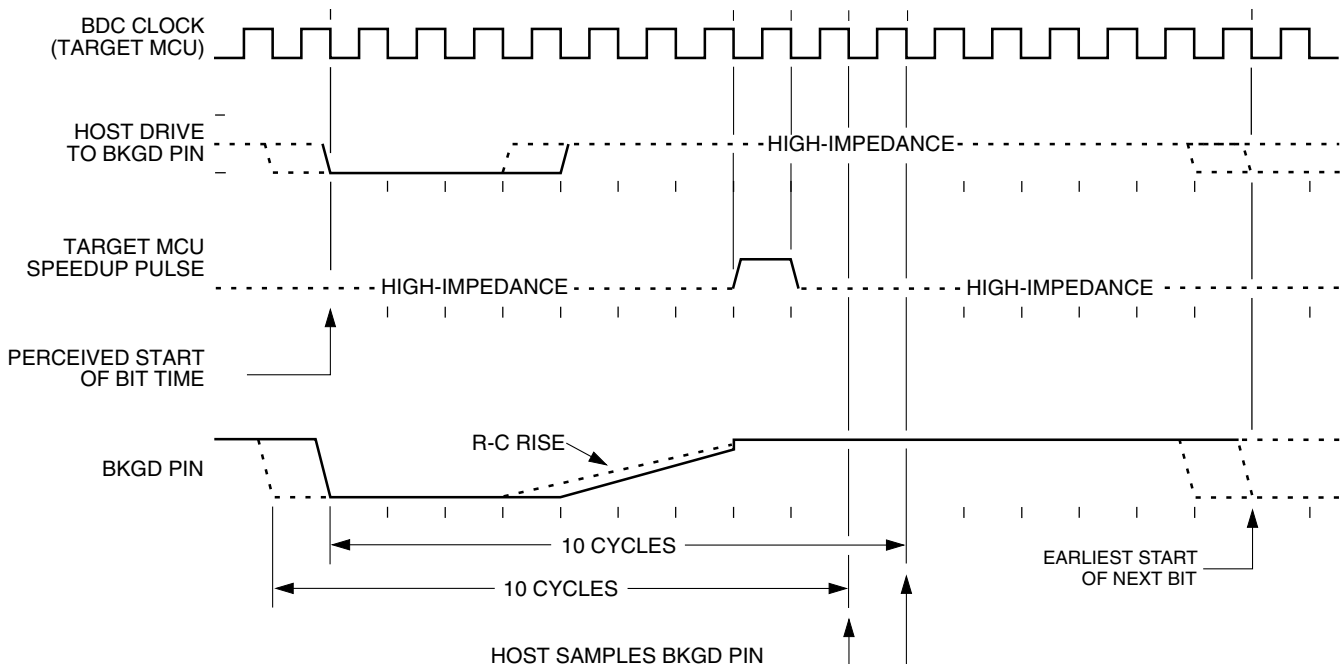 BDC CLOCK
(TARGET MCU)
HOST DRIVE
TO BKGD PIN
HIGH-IMPEDANCE
TARGET MCU
SPEEDUP PULSE
HIGH-IMPEDANCE
HIGH-IMPEDANCE
PERCEIVED START
OF BIT TIME
R-C RISE
BKGD PIN
10 CYCLES
EARLIEST START
OF NEXT BIT
10 CYCLES
HOST SAMPLES BKGD PIN